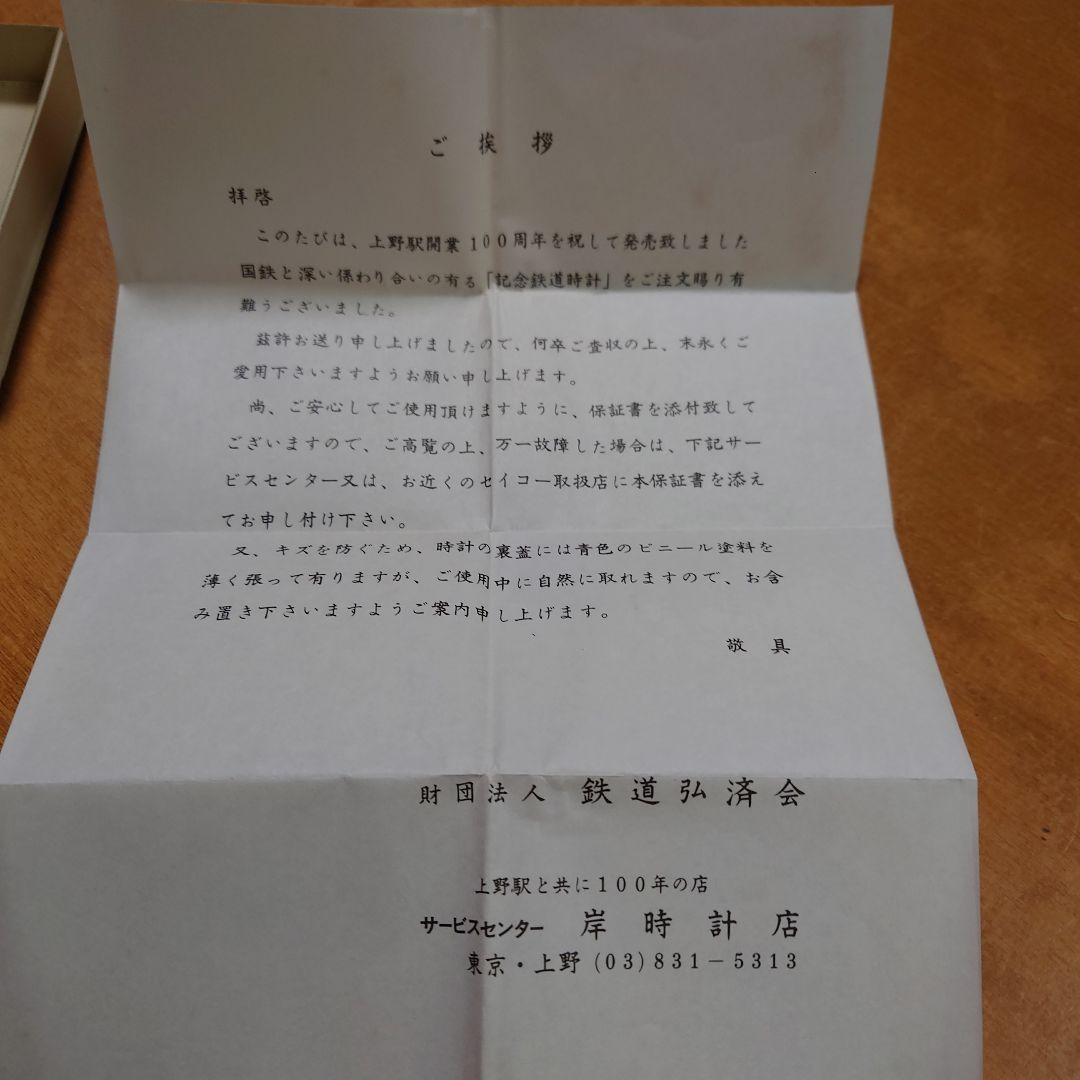 ご挨拶
拝啓
このたびは、上野駅開業100周年を祝して発売致しました
国鉄と深い係わり合いの有る「記念鉄道時計」をご注文賜り有
難うございました。
茲許お送り申し上げましたので、何卒ご査収の上、末永くご
愛用下さいますようお願い申し上げます。
尚、ご安心してご使用頂けますように、保証書を添付致して
ございますので、ご高覧の上、万一故障した場合は、下記サー
ビスセンター又は、お近くのセイコー取扱店に本保証書を添え
てお申し付け下さい。
又、キズを防ぐため、時計の裏蓋には青色のビニール塗料を
薄く張って有りますが、ご使用中に自然に取れますので、お含
み置き下さいますようご案内申し上げます。
敬具
財団法人 鉄道弘済会
上野駅と共に100年の店
サービスセンター 岸時計店
東京・上野 (03)831-5313